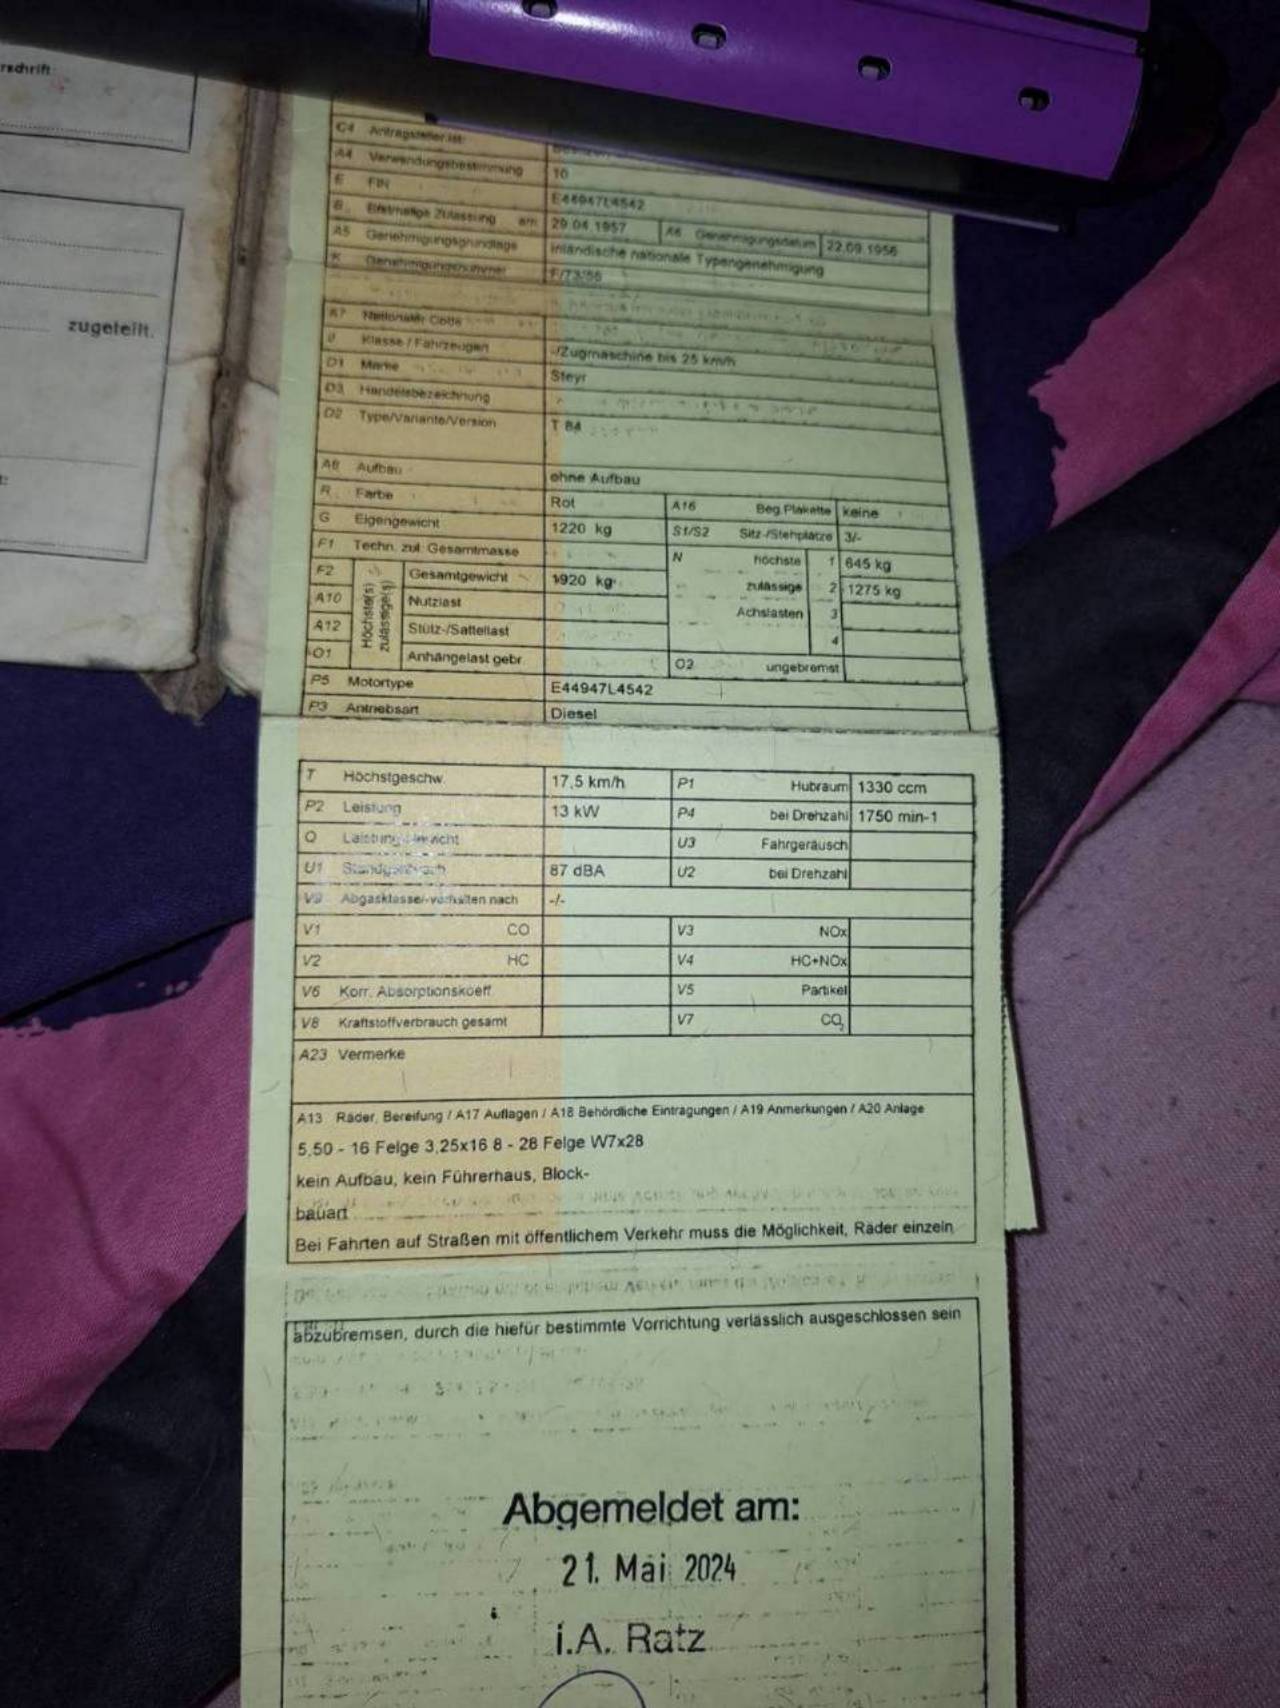 rschrift
zugeteilt.
C4 Antragsteller ist:
A4 Verwendungsbestimmung 10
E FIN E44947L4542
B. Erstmalige Zulassung am 29.04.1957 A6 Genehmigungsdatum 22.09.1956
A5 Genehmigungsgrundlage inländische nationale Typengenehmigung
K Genehmigungsnummer
A7 Nationaler Code
J Klasse / Fahrzeugart -/Zugmaschine bis 25 km/h
D1 Marke Steyr
D3 Handelsbezeichnung
D2 Type/Variante/Version T 84
A8 Aufbau ohne Aufbau
R Farbe Rot A16 Beg.Plakette keine
G Eigengewicht 1220 kg S1/S2 Sitz-/Stehplätze 3/-
F1 Techn. zul. Gesamtmasse N höchste 1 645 kg
F2 Höchste(s) zulässige(s) Gesamtgewicht 1920 kg zulässige 2 1275 kg
A10 Nutzlast Achslasten 3
A12 Stütz-/Sattellast 4
O1 Anhängelast gebr. O2 ungebremst
P5 Motortype E44947L4542
P3 Antriebsart Diesel
T Höchstgeschw. 17,5 km/h P1 Hubraum 1330 ccm
P2 Leistung 13 kW P4 bei Drehzahl 1750 min-1
Q U3 Fahrgeräusch
U1 Standgeräusch 87 dBA U2 bei Drehzahl
V9 Abgasklasse/-verhalten nach -/-
V1 CO V3 NOx
V2 HC V4 HC+NOx
V6 Korr. Absorptionskoeff. V5 Partikel
V8 Kraftstoffverbrauch gesamt V7 CO2
A23 Vermerke
A13 Räder, Bereifung / A17 Auflagen / A18 Behördliche Eintragungen / A19 Anmerkungen / A20 Anlage
5,50 - 16 Felge 3,25x16 8 - 28 Felge W7x28
kein Aufbau, kein Führerhaus, Block-
bauart
Bei Fahrten auf Straßen mit öffentlichem Verkehr muss die Möglichkeit, Räder einzeln
abzubremsen, durch die hiefür bestimmte Vorrichtung verlässlich ausgeschlossen sein
Abgemeldet am:
21. Mai 2024
i.A. Ratz